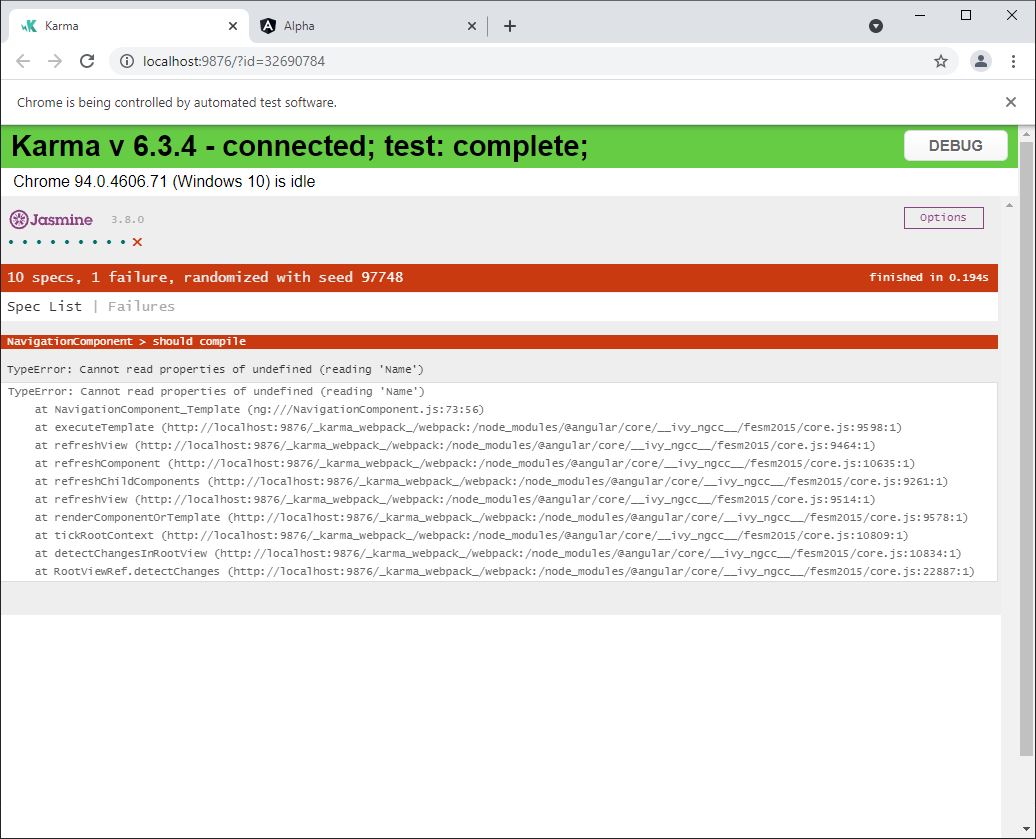 Karma
Alpha
localhost:9876/?id=32690784
Chrome is being controlled by automated test software.
Karma v 6.3.4 - connected; test: complete;
DEBUG
Chrome 94.0.4606.71 (Windows 10) is idle
Jasmine 3.8.0
Options
10 specs, 1 failure, randomized with seed 97748
finished in 0.194s
Spec List | Failures
NavigationComponent > should compile
TypeError: Cannot read properties of undefined (reading 'Name')
TypeError: Cannot read properties of undefined (reading 'Name')
at NavigationComponent_Template (ng:///NavigationComponent.js:73:56)
at executeTemplate (http://localhost:9876/_karma_webpack_/webpack:/node_modules/@angular/core/__ivy_ngcc__/fesm2015/core.js:9598:1)
at refreshView (http://localhost:9876/_karma_webpack_/webpack:/node_modules/@angular/core/__ivy_ngcc__/fesm2015/core.js:9464:1)
at refreshComponent (http://localhost:9876/_karma_webpack_/webpack:/node_modules/@angular/core/__ivy_ngcc__/fesm2015/core.js:10635:1)
at refreshChildComponents (http://localhost:9876/_karma_webpack_/webpack:/node_modules/@angular/core/__ivy_ngcc__/fesm2015/core.js:9261:1)
at refreshView (http://localhost:9876/_karma_webpack_/webpack:/node_modules/@angular/core/__ivy_ngcc__/fesm2015/core.js:9514:1)
at renderComponentOrTemplate (http://localhost:9876/_karma_webpack_/webpack:/node_modules/@angular/core/__ivy_ngcc__/fesm2015/core.js:9578:1)
at tickRootContext (http://localhost:9876/_karma_webpack_/webpack:/node_modules/@angular/core/__ivy_ngcc__/fesm2015/core.js:10809:1)
at detectChangesInRootView (http://localhost:9876/_karma_webpack_/webpack:/node_modules/@angular/core/__ivy_ngcc__/fesm2015/core.js:10834:1)
at RootViewRef.detectChanges (http://localhost:9876/_karma_webpack_/webpack:/node_modules/@angular/core/__ivy_ngcc__/fesm2015/core.js:22887:1)